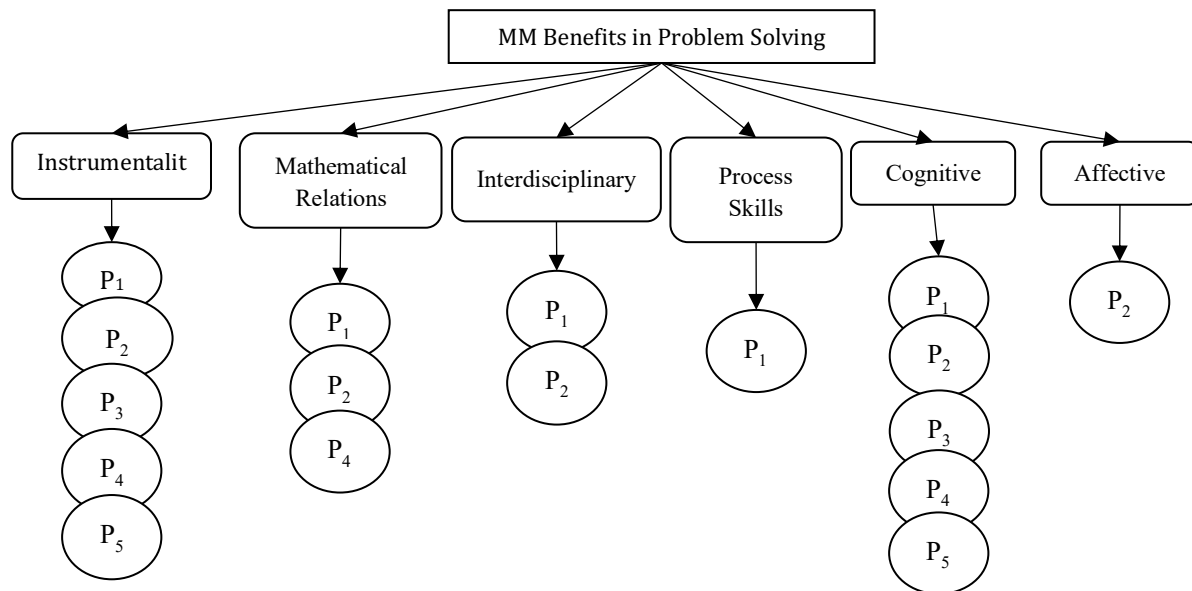 MM Benefits in Problem Solving
Instrumentalit
Mathematical
Relations
Interdisciplinary
Process
Skills
Cognitive
Affective
P1
P2
P3
P4
P5
P1
P2
P4
P1
P2
P1
P1
P2
P3
P4
P5
P2